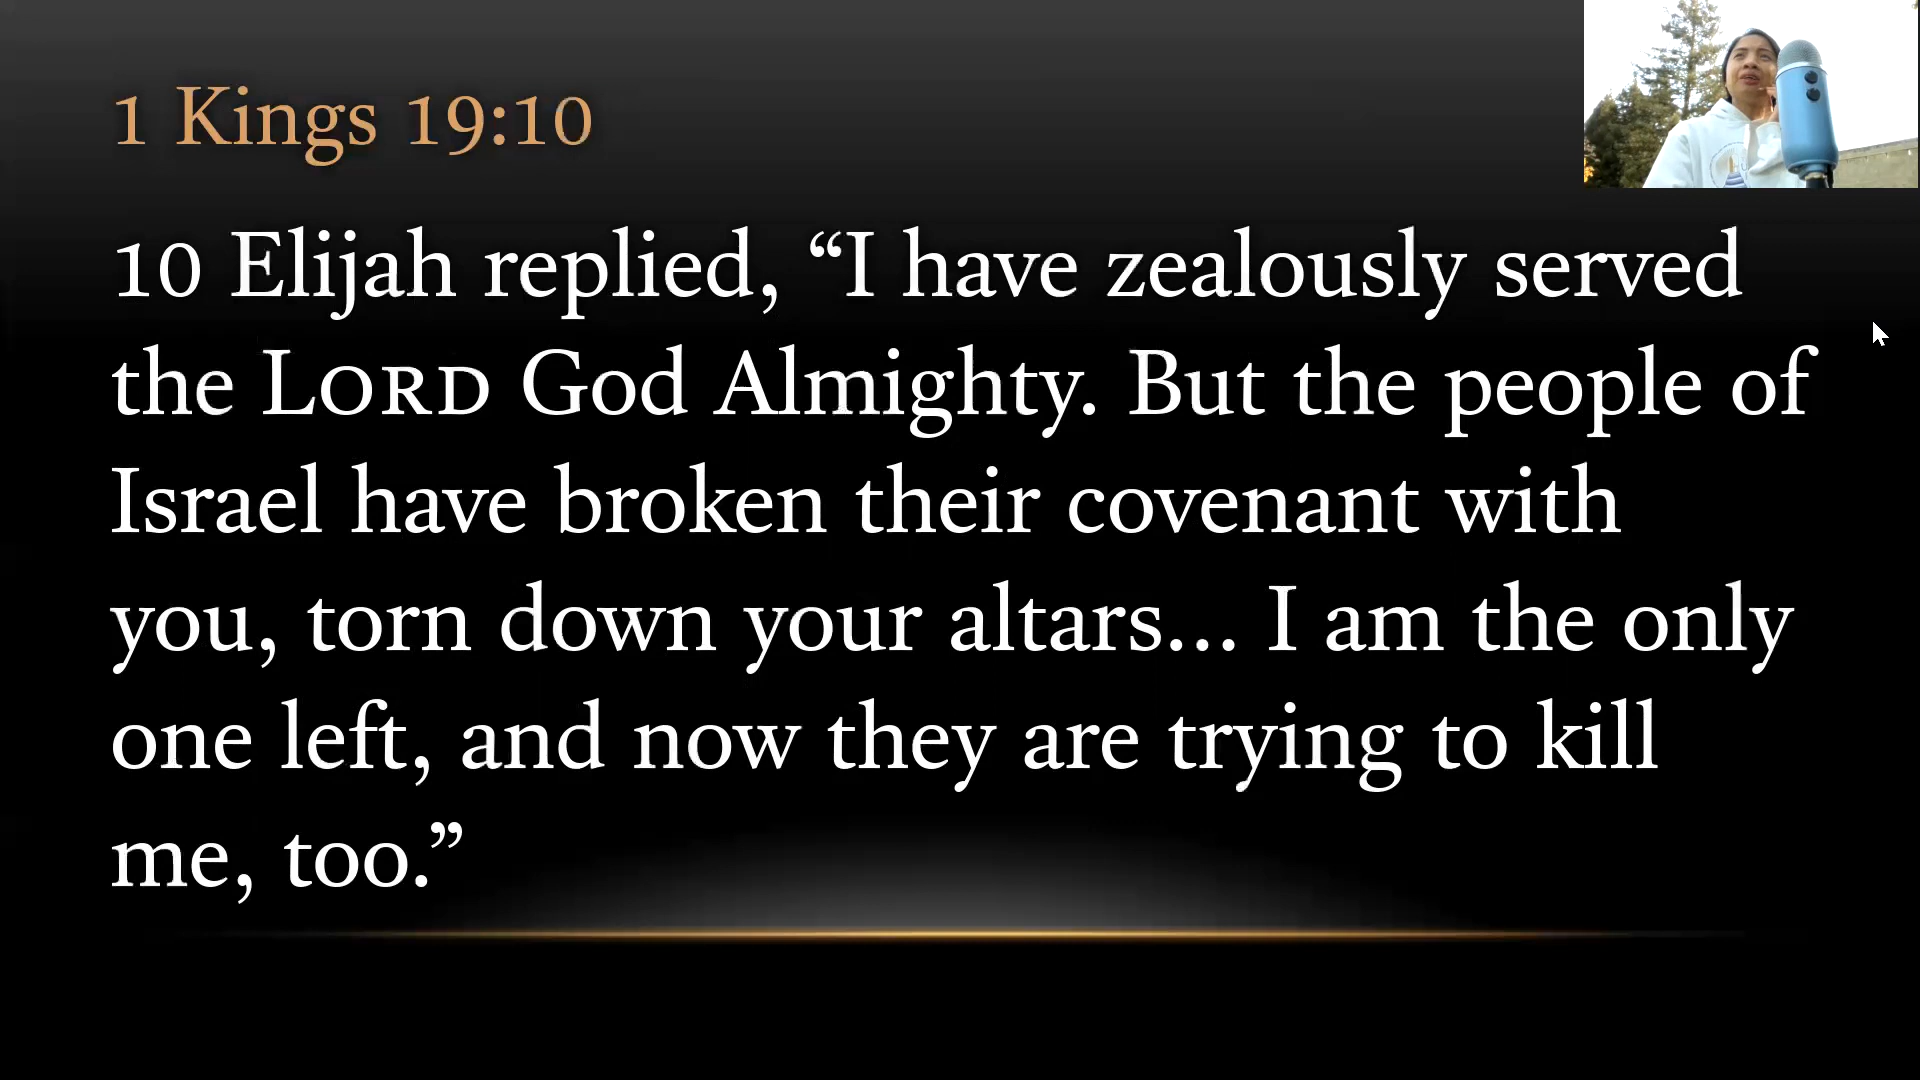 1 Kings 19:10
10 Elijah replied, “I have zealously served
the LORD God Almighty. But the people of
Israel have broken their covenant with
you, torn down your altars... I am the only
one left, and now they are trying to kill
me, too.”